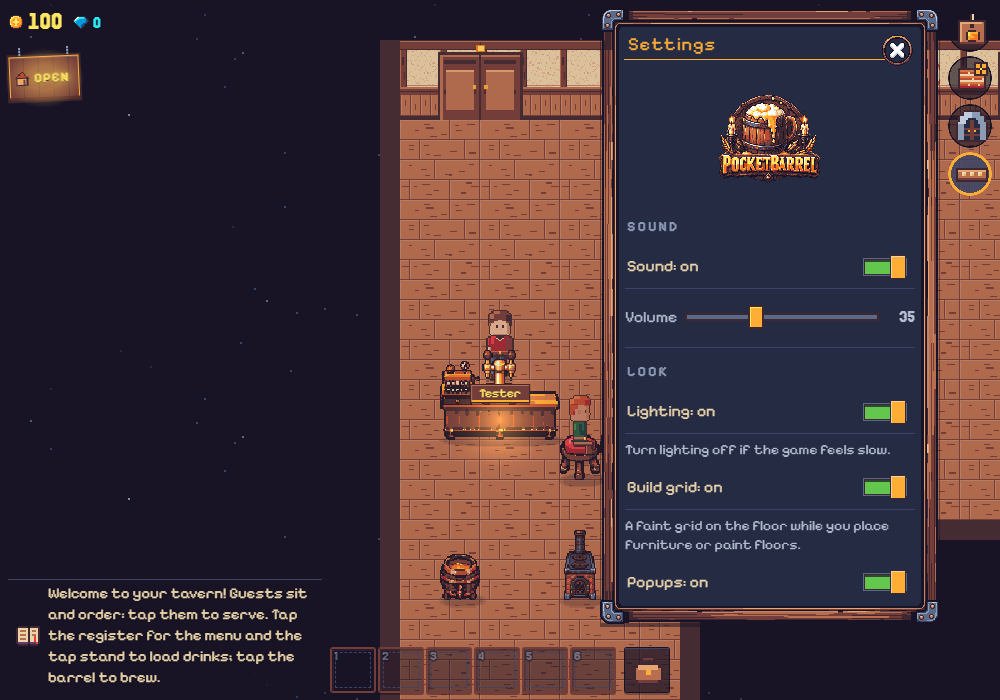 100
0
OPEN
Settings
POCKETBARREL
SOUND
Sound: on
Volume
35
LOOK
Lighting: on
Turn lighting off if the game feels slow.
Build grid: on
A faint grid on the floor while you place
furniture or paint floors.
Popups: on
Tester
Welcome to your tavern! Guests sit
and order: tap them to serve. Tap
the register for the menu and the
tap stand to load drinks; tap the
barrel to brew.
1
2
3
4
5
6